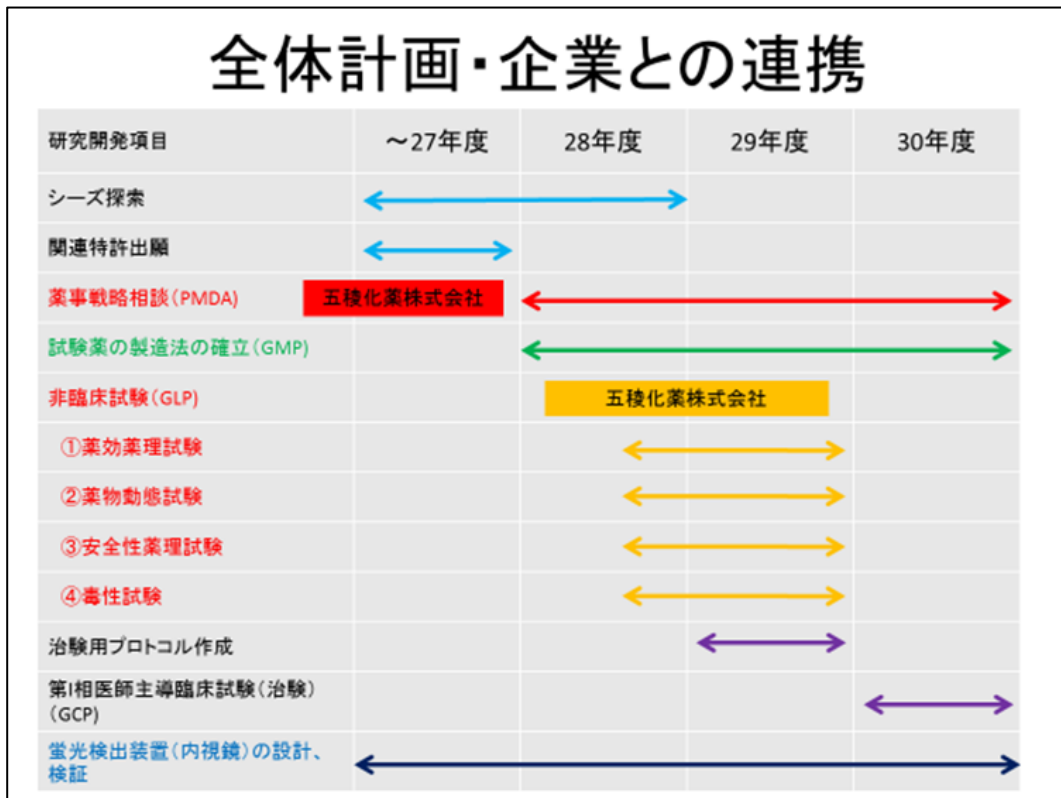 全体計画・企業との連携
研究開発項目 ～27年度 28年度 29年度 30年度
シーズ探索
関連特許出願
薬事戦略相談(PMDA) 五稜化薬株式会社
試験薬の製造法の確立(GMP)
非臨床試験(GLP) 五稜化薬株式会社
①薬効薬理試験
②薬物動態試験
③安全性薬理試験
④毒性試験
治験用プロトコル作成
第I相医師主導臨床試験(治験)
(GCP)
蛍光検出装置(内視鏡)の設計、
検証